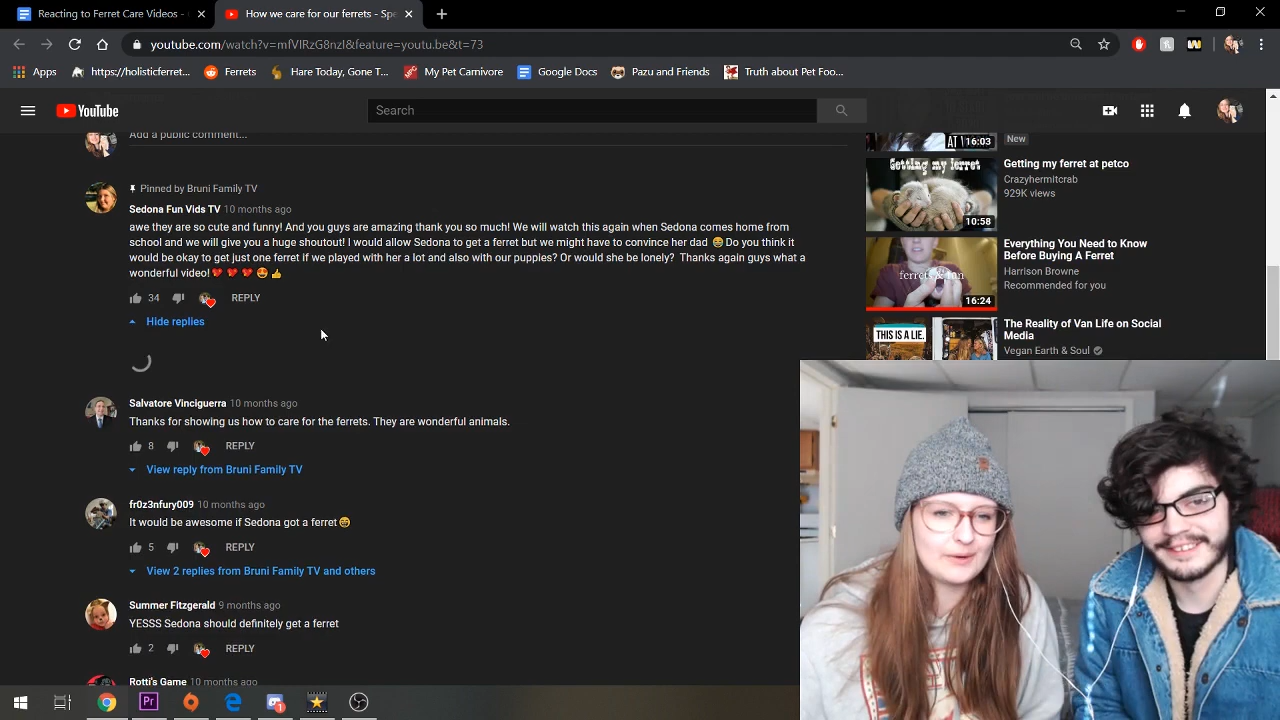 Reacting to Ferret Care Videos -
How we care for our ferrets - Spe
youtube.com/watch?v=mfVIRzG8nzI&feature=youtu.be&t=73
Apps
https://holisticferret...
Ferrets
Hare Today, Gone T...
My Pet Carnivore
Google Docs
Pazu and Friends
Truth about Pet Foo...
YouTube
Search
Add a public comment...
Pinned by Bruni Family TV
Sedona Fun Vids TV 10 months ago
awe they are so cute and funny! And you guys are amazing thank you so much! We will watch this again when Sedona comes home from
school and we will give you a huge shoutout! I would allow Sedona to get a ferret but we might have to convince her dad 😅Do you think it
would be okay to get just one ferret if we played with her a lot and also with our puppies? Or would she be lonely? Thanks again guys what a
wonderful video!❤️ ❤️ ❤️ 🤩 👍
34 REPLY
Hide replies
Salvatore Vinciguerra 10 months ago
Thanks for showing us how to care for the ferrets. They are wonderful animals.
8 REPLY
View reply from Bruni Family TV
fr0z3nfury009 10 months ago
It would be awesome if Sedona got a ferret😄
5 REPLY
View 2 replies from Bruni Family TV and others
Summer Fitzgerald 9 months ago
YESSS Sedona should definitely get a ferret
2 REPLY
Rotti's Game 10 months ago
16:03
New
Getting my ferret
10:58
Getting my ferret at petco
Crazyhermitcrab
929K views
ferrets & fun
16:24
Everything You Need to Know
Before Buying A Ferret
Harrison Browne
Recommended for you
THIS IS A LIE.
The Reality of Van Life on Social
Media
Vegan Earth & Soul
Pr
1